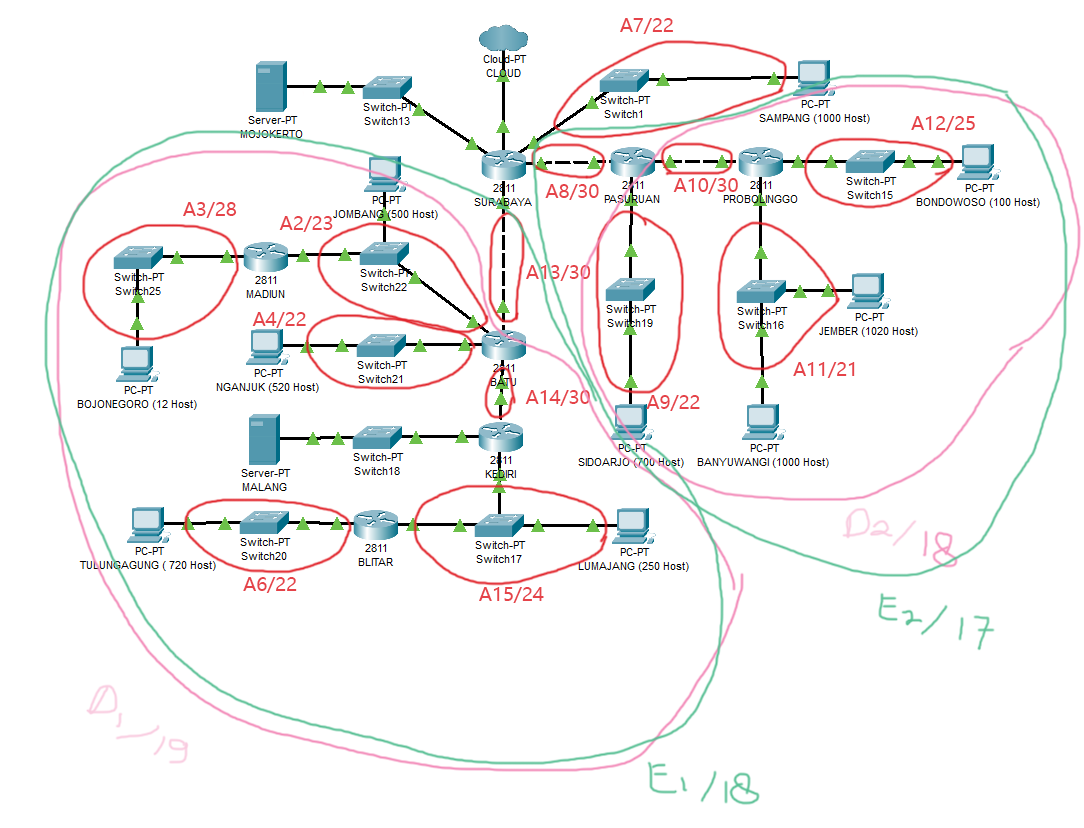 A7/22
Cloud-PT
CLOUD
Server-PT
MOJOKERTO
Switch-PT
Switch13
Switch-PT
Switch1
PC-PT
SAMPANG (1000 Host)
A12/25
2811
SURABAYA
A8/30
2811
PASURUAN
A10/30
2811
PROBOLINGGO
Switch-PT
Switch15
PC-PT
BONDOWOSO (100 Host)
PC-PT
JOMBANG (500 Host)
A3/28
A2/23
Switch-PT
Switch25
2811
MADIUN
Switch-PT
Switch22
A13/30
Switch-PT
Switch19
Switch-PT
Switch16
PC-PT
JEMBER (1020 Host)
A4/22
PC-PT
NGANJUK (520 Host)
Switch-PT
Switch21
2811
BATU
A11/21
PC-PT
BOJONEGORO (12 Host)
A14/30
A9/22
PC-PT
SIDOARJO (700 Host)
PC-PT
BANYUWANGI (1000 Host)
Server-PT
MALANG
Switch-PT
Switch18
2811
KEDIRI
PC-PT
TULUNGAGUNG ( 720 Host)
Switch-PT
Switch20
2811
BLITAR
Switch-PT
Switch17
PC-PT
LUMAJANG (250 Host)
A6/22
A15/24
D2/18
E2/17
D1/19
E1/18